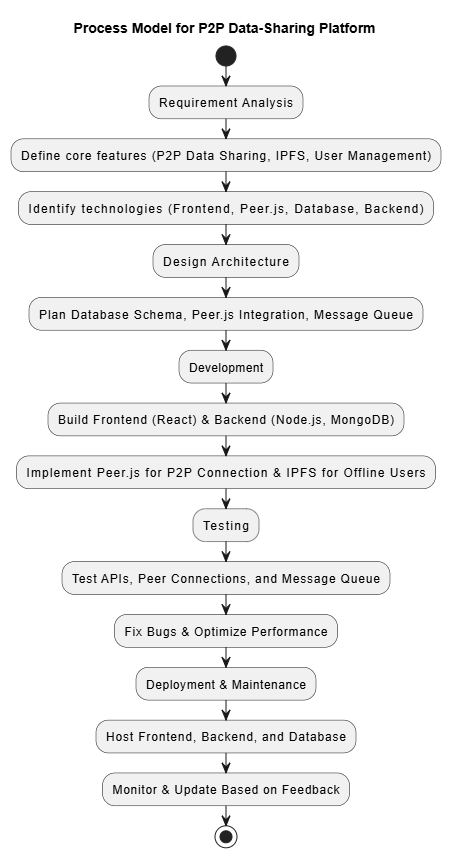 Process Model for P2P Data-Sharing Platform
Requirement Analysis
Define core features (P2P Data Sharing, IPFS, User Management)
Identify technologies (Frontend, Peer.js, Database, Backend)
Design Architecture
Plan Database Schema, Peer.js Integration, Message Queue
Development
Build Frontend (React) & Backend (Node.js, MongoDB)
Implement Peer.js for P2P Connection & IPFS for Offline Users
Testing
Test APIs, Peer Connections, and Message Queue
Fix Bugs & Optimize Performance
Deployment & Maintenance
Host Frontend, Backend, and Database
Monitor & Update Based on Feedback